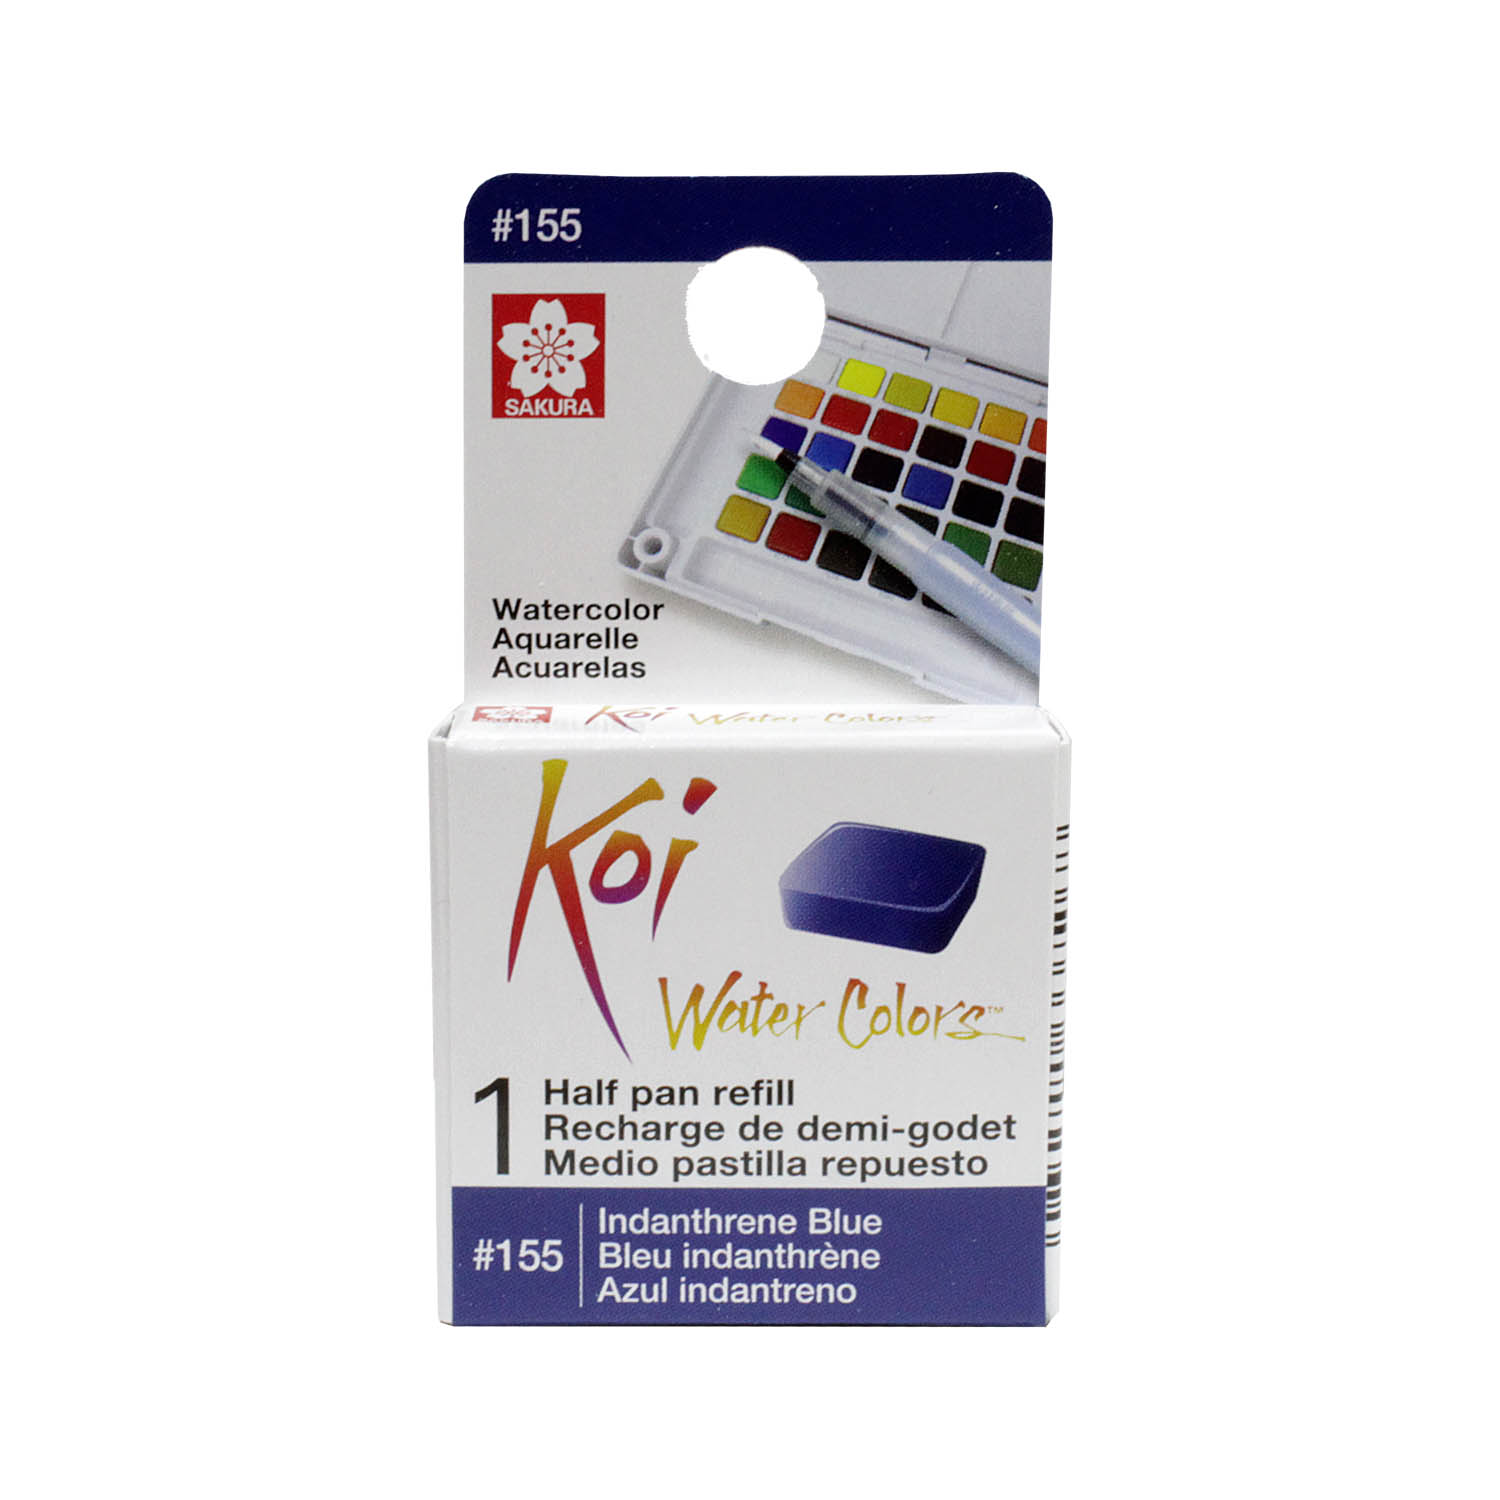 #155
SAKURA
Watercolor
Aquarelle
Acuarelas
SAKURA Koi Water Colors
Koi
Water Colors™
1 Half pan refill
Recharge de demi-godet
Medio pastilla repuesto
#155
Indanthrene Blue
Bleu indanthrène
Azul indantreno